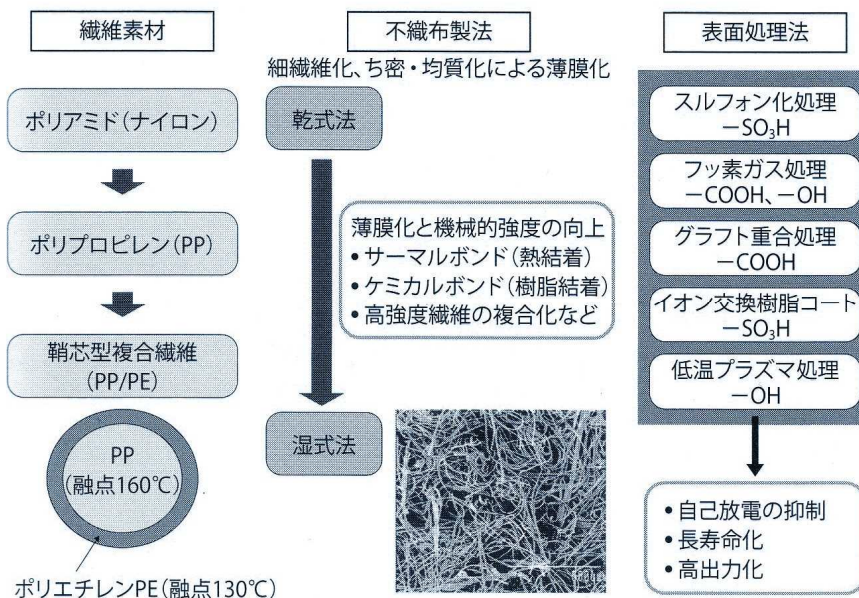 繊維素材
ポリアミド（ナイロン）
ポリプロピレン（PP）
鞘芯型複合繊維
（PP/PE）
PP
（融点160℃）
ポリエチレンPE（融点130℃）
不織布製法
細繊維化、ち密・均質化による薄膜化
乾式法
薄膜化と機械的強度の向上
• サーマルボンド（熱結着）
• ケミカルボンド（樹脂結着）
• 高強度繊維の複合化など
湿式法
表面処理法
スルフォン化処理
－SO₃H
フッ素ガス処理
－COOH、－OH
グラフト重合処理
－COOH
イオン交換樹脂コート
－SO₃H
低温プラズマ処理
－OH
• 自己放電の抑制
• 長寿命化
• 高出力化